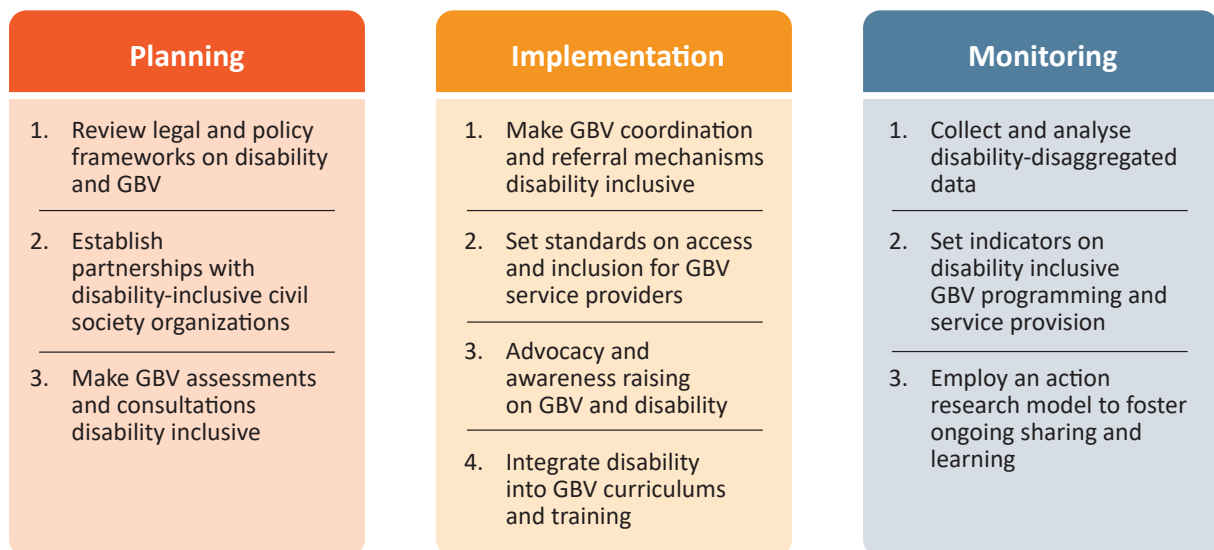 Planning
1. Review legal and policy
frameworks on disability
and GBV
2. Establish
partnerships with
disability-inclusive civil
society organizations
3. Make GBV assessments
and consultations
disability inclusive
Implementation
1. Make GBV coordination
and referral mechanisms
disability inclusive
2. Set standards on access
and inclusion for GBV
service providers
3. Advocacy and
awareness raising
on GBV and disability
4. Integrate disability
into GBV curriculums
and training
Monitoring
1. Collect and analyse
disability-disaggregated
data
2. Set indicators on
disability inclusive
GBV programming and
service provision
3. Employ an action
research model to foster
ongoing sharing and
learning